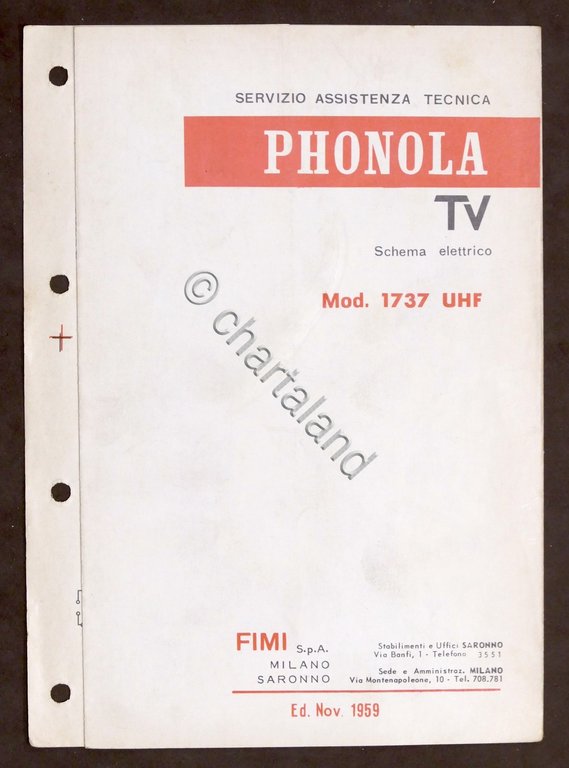 SERVIZIO ASSISTENZA TECNICA
PHONOLA
TV
Schema elettrico
Mod. 1737 UHF
© chartaland
FIMI S.p.A.
MILANO
SARONNO
Stabilimenti e Uffici SARONNO
Via Banfi, 1 - Telefono 3551
Sede e Amministraz. MILANO
Via Montenapoleone, 10 - Tel. 708.781
Ed. Nov. 1959